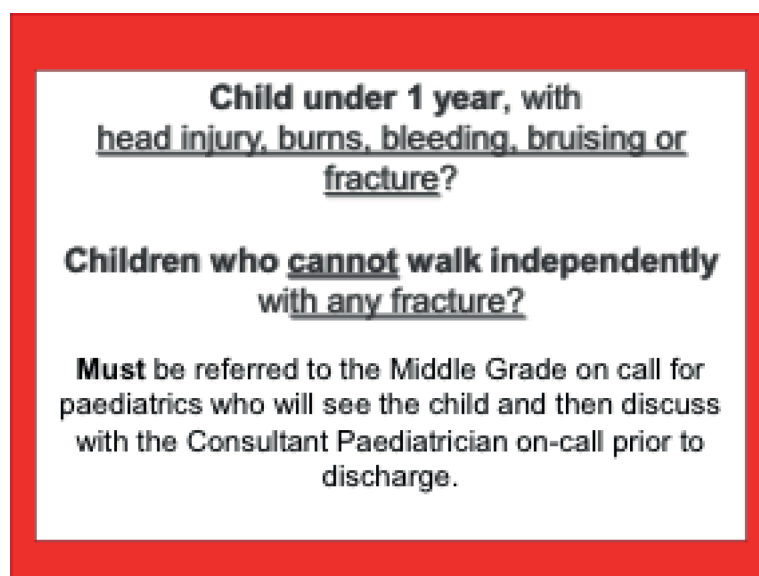 Child under 1 year, with
head injury, burns, bleeding, bruising or
fracture?
Children who cannot walk independently
with any fracture?
Must be referred to the Middle Grade on call for
paediatrics who will see the child and then discuss
with the Consultant Paediatrician on-call prior to
discharge.